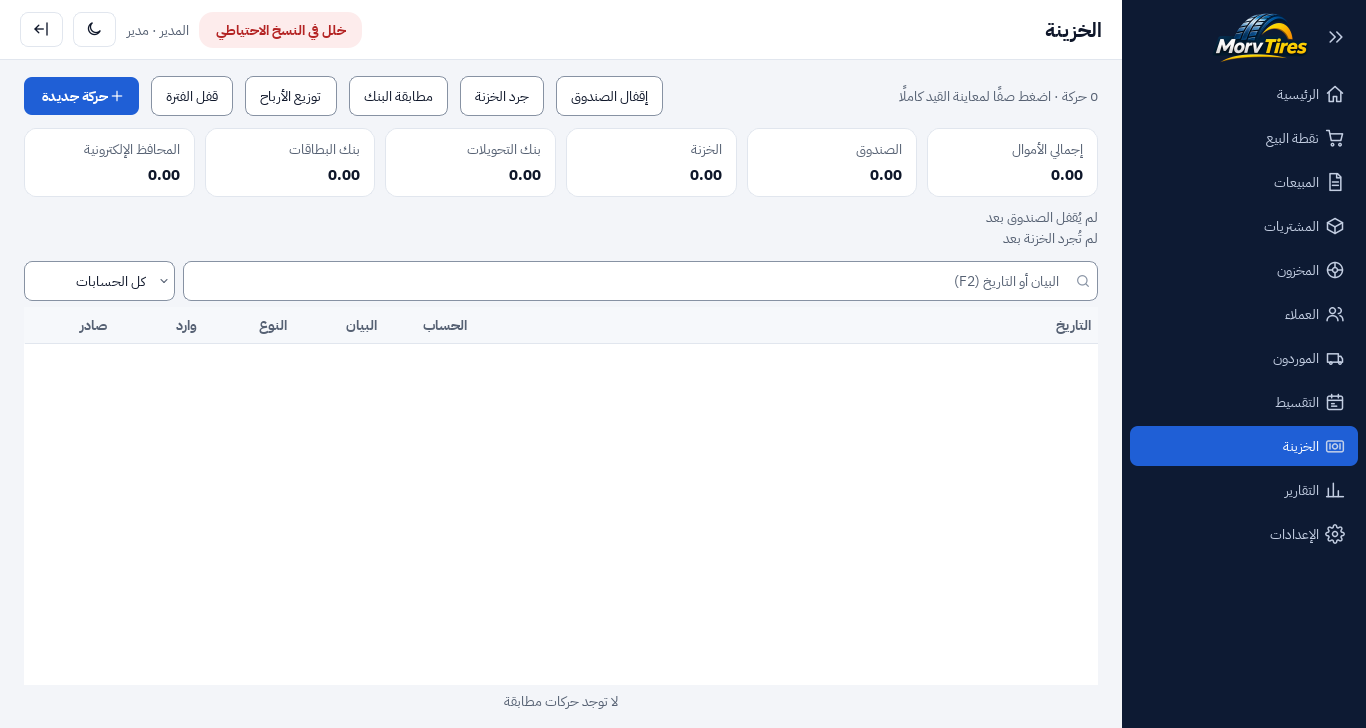 MorvTires
الرئيسية
نقطة البيع
المبيعات
المشتريات
المخزون
العملاء
الموردون
التقسيط
الخزينة
التقارير
الإعدادات
الخزينة
خلل في النسخ الاحتياطي
المدير · مدير
0 حركة · اضغط صفًا لمعاينة القيد كاملًا
إقفال الصندوق
جرد الخزنة
مطابقة البنك
توزيع الأرباح
قفل الفترة
+ حركة جديدة
إجمالي الأموال
0.00
الصندوق
0.00
الخزنة
0.00
بنك التحويلات
0.00
بنك البطاقات
0.00
المحافظ الإلكترونية
0.00
لم يُقفل الصندوق بعد
لم تُجرد الخزنة بعد
البيان أو التاريخ (F2)
كل الحسابات
التاريخ الحساب البيان النوع وارد صادر
لا توجد حركات مطابقة